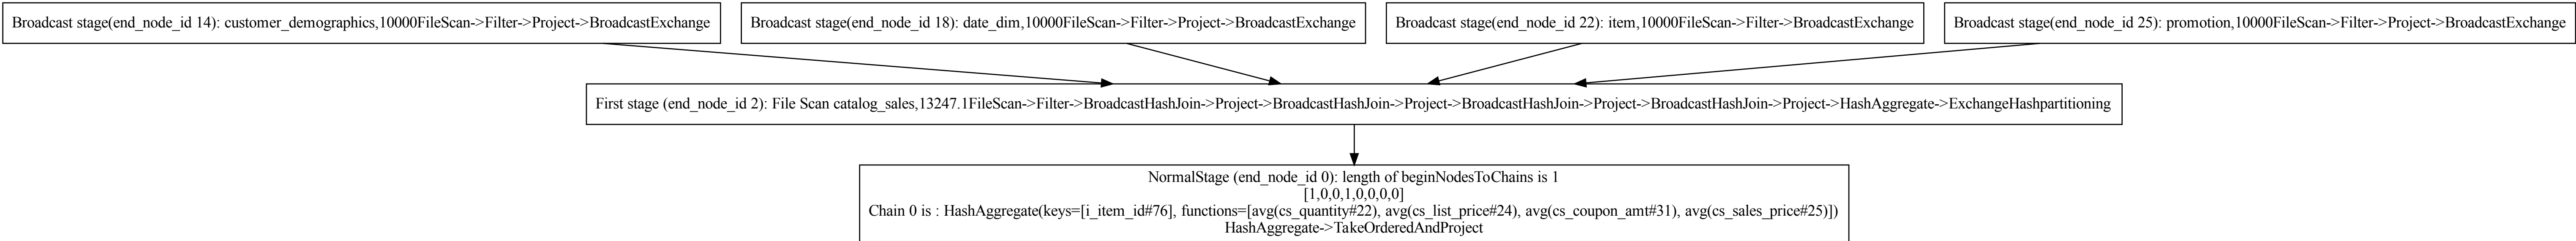 Broadcast stage(end_node_id 14): customer_demographics,10000FileScan->Filter->Project->BroadcastExchange
Broadcast stage(end_node_id 18): date_dim,10000FileScan->Filter->Project->BroadcastExchange
Broadcast stage(end_node_id 22): item,10000FileScan->Filter->BroadcastExchange
Broadcast stage(end_node_id 25): promotion,10000FileScan->Filter->Project->BroadcastExchange
First stage (end_node_id 2): File Scan catalog_sales,13247.1FileScan->Filter->BroadcastHashJoin->Project->BroadcastHashJoin->Project->BroadcastHashJoin->Project->BroadcastHashJoin->Project->HashAggregate->ExchangeHashpartitioning
NormalStage (end_node_id 0): length of beginNodesToChains is 1
[1,0,0,1,0,0,0,0]
Chain 0 is : HashAggregate(keys=[i_item_id#76], functions=[avg(cs_quantity#22), avg(cs_list_price#24), avg(cs_coupon_amt#31), avg(cs_sales_price#25)])
HashAggregate->TakeOrderedAndProject